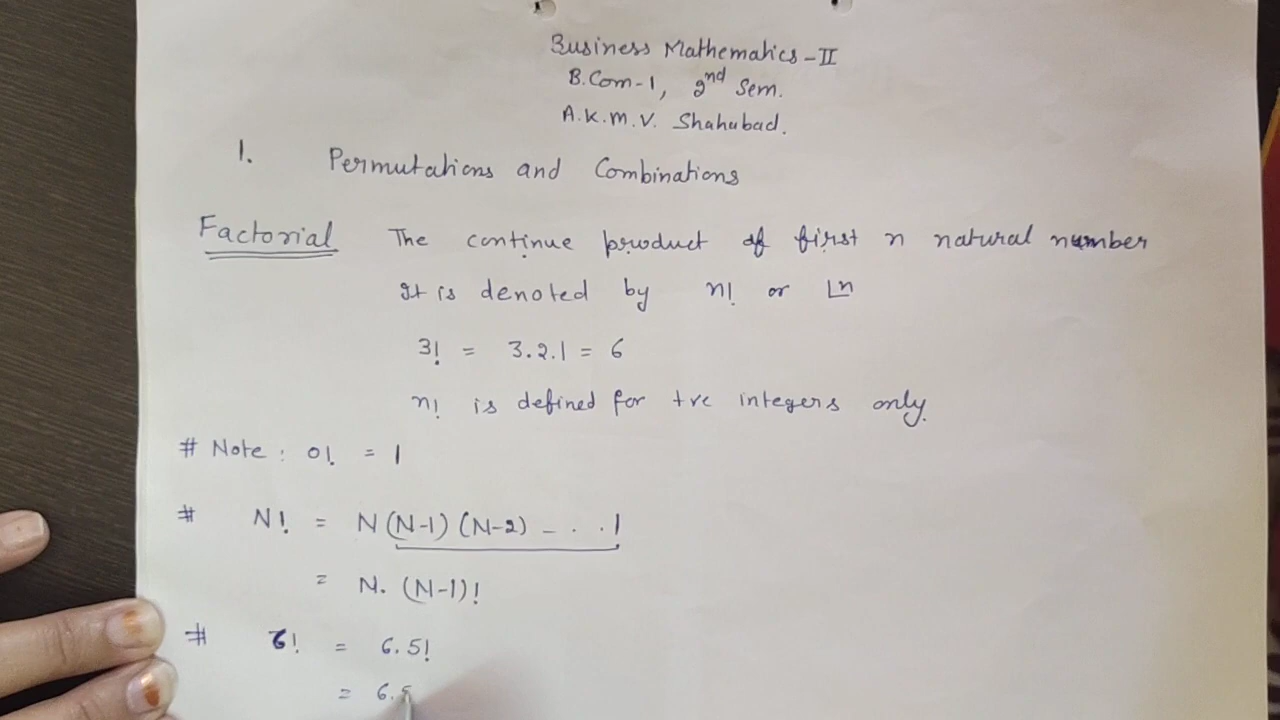 Business Mathematics - II
B.Com-1, 2nd Sem.
A.K.M.V. Shahabad.
1. Permutations and Combinations
Factorial The continue product of first n natural number
It is denoted by n! or ⌊n
3! = 3.2.1 = 6
n! is defined for +ve integers only.
# Note : 0! = 1
# N! = N (N-1) (N-2) - . . 1
= N. (N-1)!
# 6! = 6.5!
= 6.5